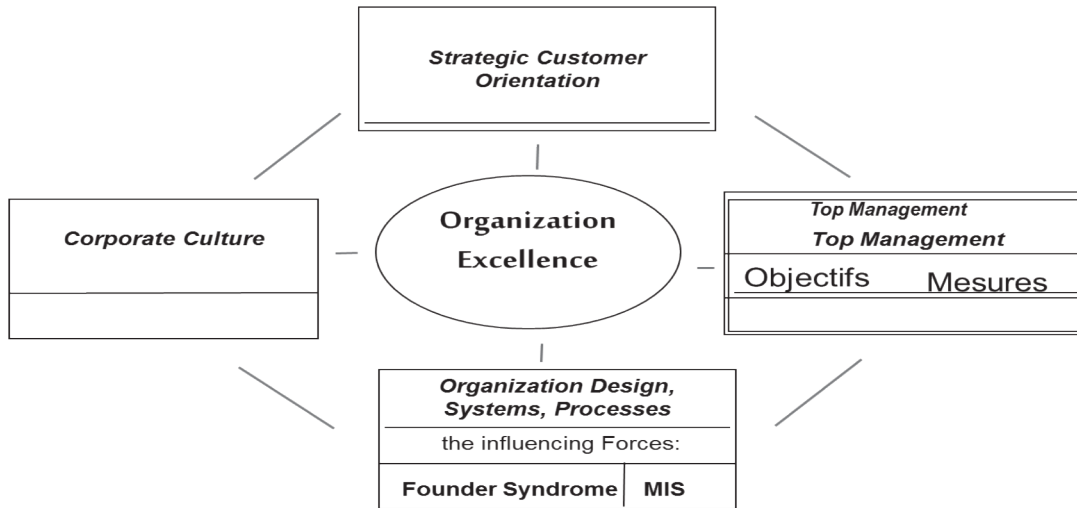 Strategic Customer
Orientation
Corporate Culture
Organization
Excellence
Top Management
Top Management
Objectifs Mesures
Organization Design,
Systems, Processes
the influencing Forces:
Founder Syndrome MIS